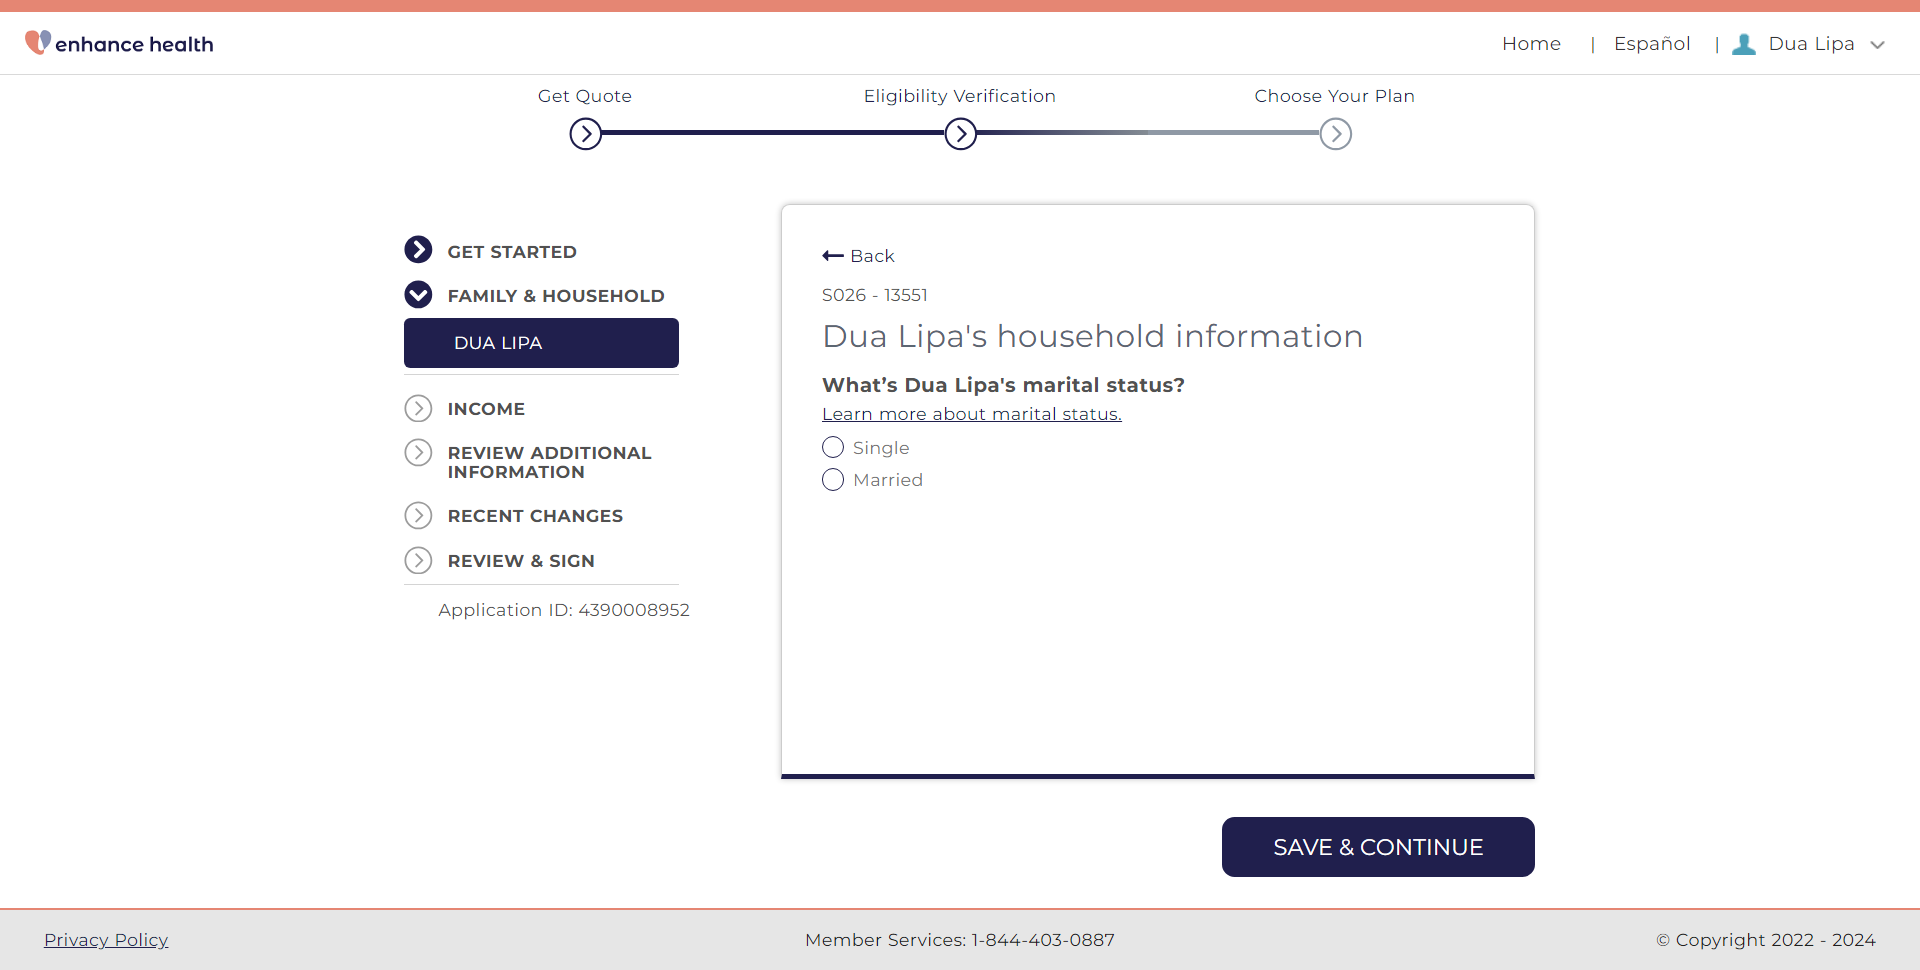 enhance health
Home | Español | Dua Lipa
Get Quote
Eligibility Verification
Choose Your Plan
GET STARTED
FAMILY & HOUSEHOLD
DUA LIPA
INCOME
REVIEW ADDITIONAL
INFORMATION
RECENT CHANGES
REVIEW & SIGN
Application ID: 4390008952
Back
S026 - 13551
Dua Lipa's household information
What’s Dua Lipa's marital status?
Learn more about marital status.
Single
Married
SAVE & CONTINUE
Privacy Policy
Member Services: 1-844-403-0887
© Copyright 2022 - 2024